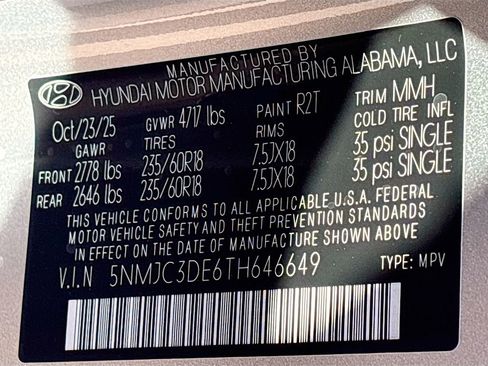 MANUFACTURED BY
HYUNDAI MOTOR MANUFACTURING ALABAMA, LLC
Oct/23/25 GVWR 4717 lbs PAINT R2T TRIM MMH
GAWR TIRES RIMS COLD TIRE INFL
FRONT 2778 lbs 235/60R18 7.5JX18 35 psi SINGLE
REAR 2646 lbs 235/60R18 7.5JX18 35 psi SINGLE
THIS VEHICLE CONFORMS TO ALL APPLICABLE U.S.A. FEDERAL
MOTOR VEHICLE SAFETY, BUMPER, AND THEFT PREVENTION STANDARDS
IN EFFECT ON THE DATE OF MANUFACTURE SHOWN ABOVE.
V.I.N 5NMJC3DE6TH646649 TYPE: MPV